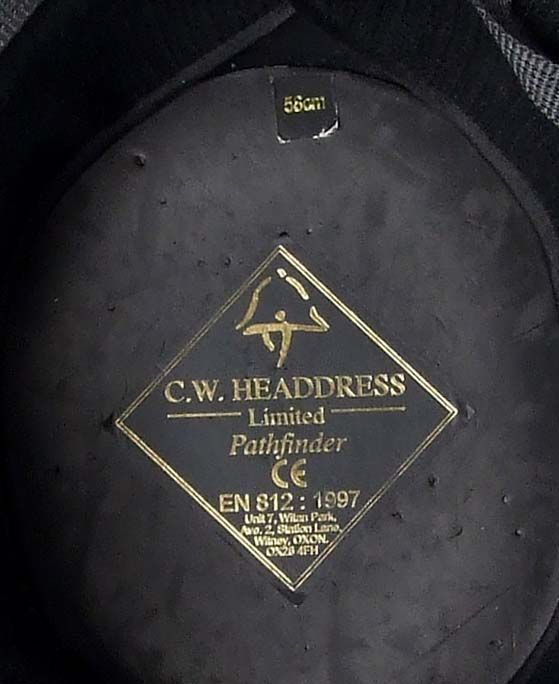 56cm
C.W. HEADDRESS
Limited
Pathfinder
CE
EN 812 : 1997
Unit 7, Witan Park,
Ave. 2, Station Lane,
Witney, OXON.
OX28 4FH